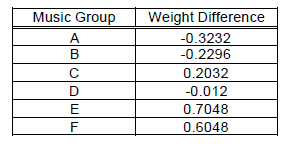 Music Group Weight Difference
A -0.3232
B -0.2296
C 0.2032
D -0.012
E 0.7048
F 0.6048